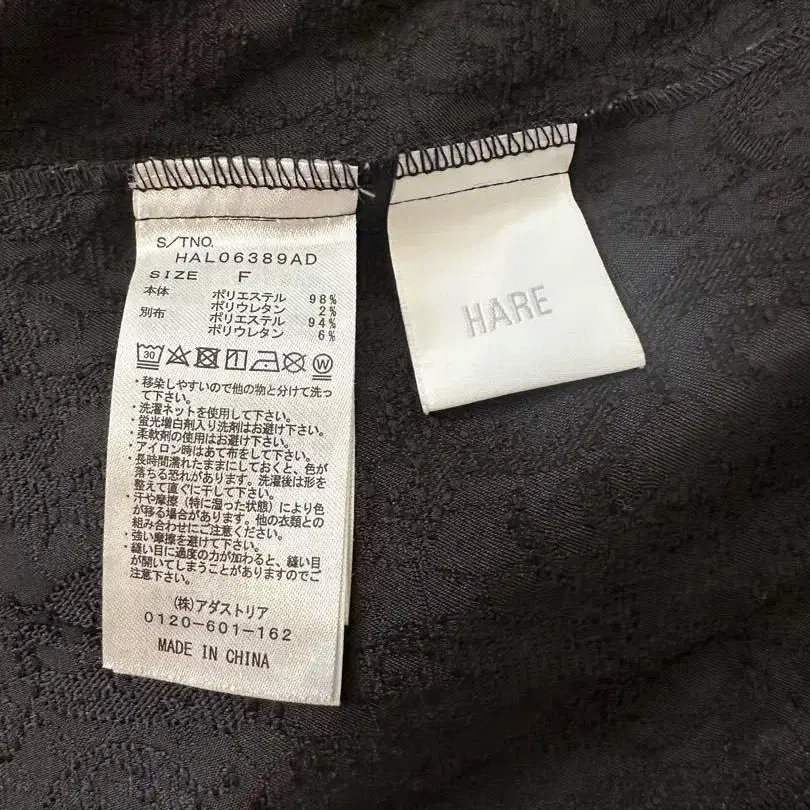 S/TNO.
HAL06389AD
SIZE F
本体 ポリエステル 98%
ポリウレタン 2%
別布 ポリエステル 94%
ポリウレタン 6%
30 W
・移染しやすいので他の物と分けて洗っ
て下さい。
・洗濯ネットを使用して下さい。
・蛍光増白剤入り洗剤はお避け下さい。
・柔軟剤の使用はお避け下さい。
・アイロン時はあて布をして下さい。
・長時間濡れたままにしておくと、色が
落ちる恐れがあります。洗濯後は形を
整えて直ぐに干して下さい。
・汗や摩擦（特に湿った状態）により色
が移る場合があります。他の衣類との
組み合わせにご注意ください。
・強い摩擦を避けて下さい。
・縫い目に過度の力が加わると、縫い目
が開いてしまうことがありますのでご
注意下さい。
(株)アダストリア
0120-601-162
MADE IN CHINA
HARE